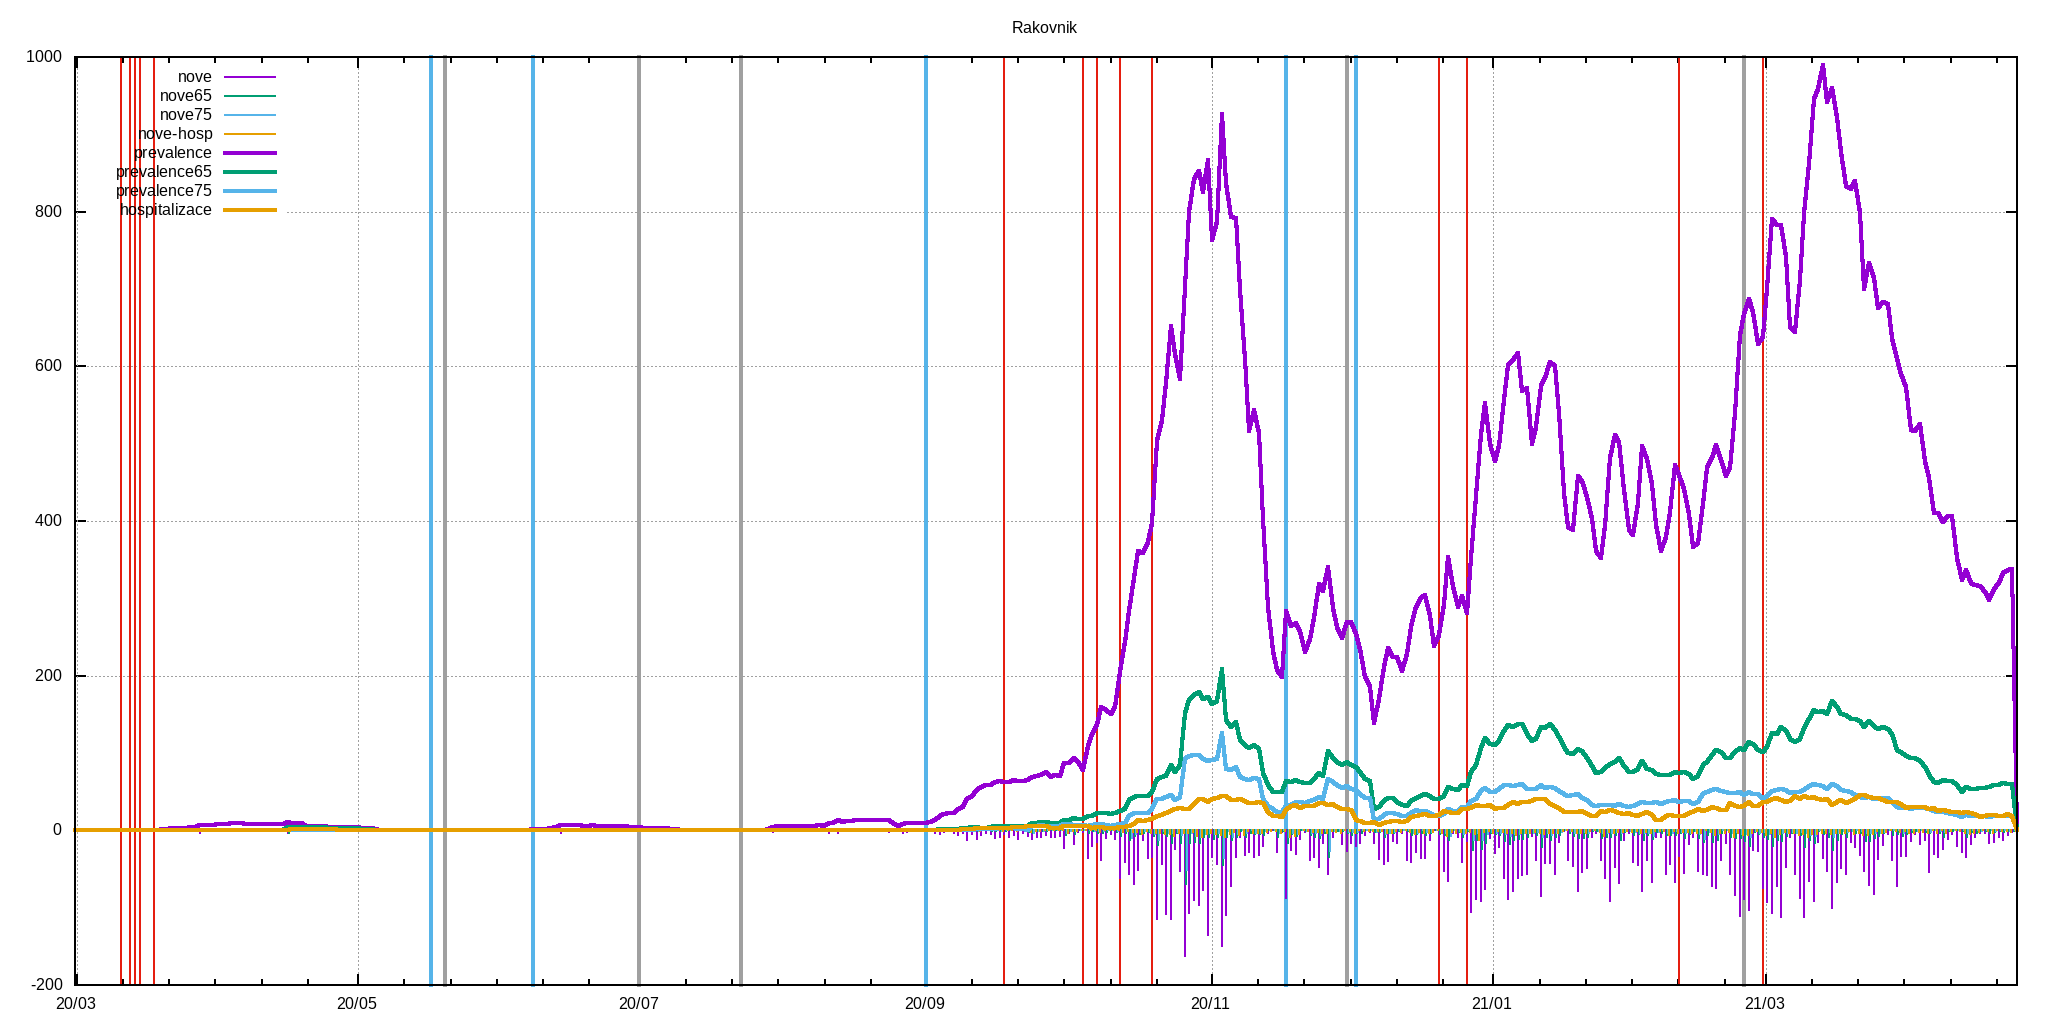 Rakovnik
1000
800
600
400
200
0
-200
nove
nove65
nove75
nove-hosp
prevalence
prevalence65
prevalence75
hospitalizace
20/03 20/05 20/07 20/09 20/11 21/01 21/03